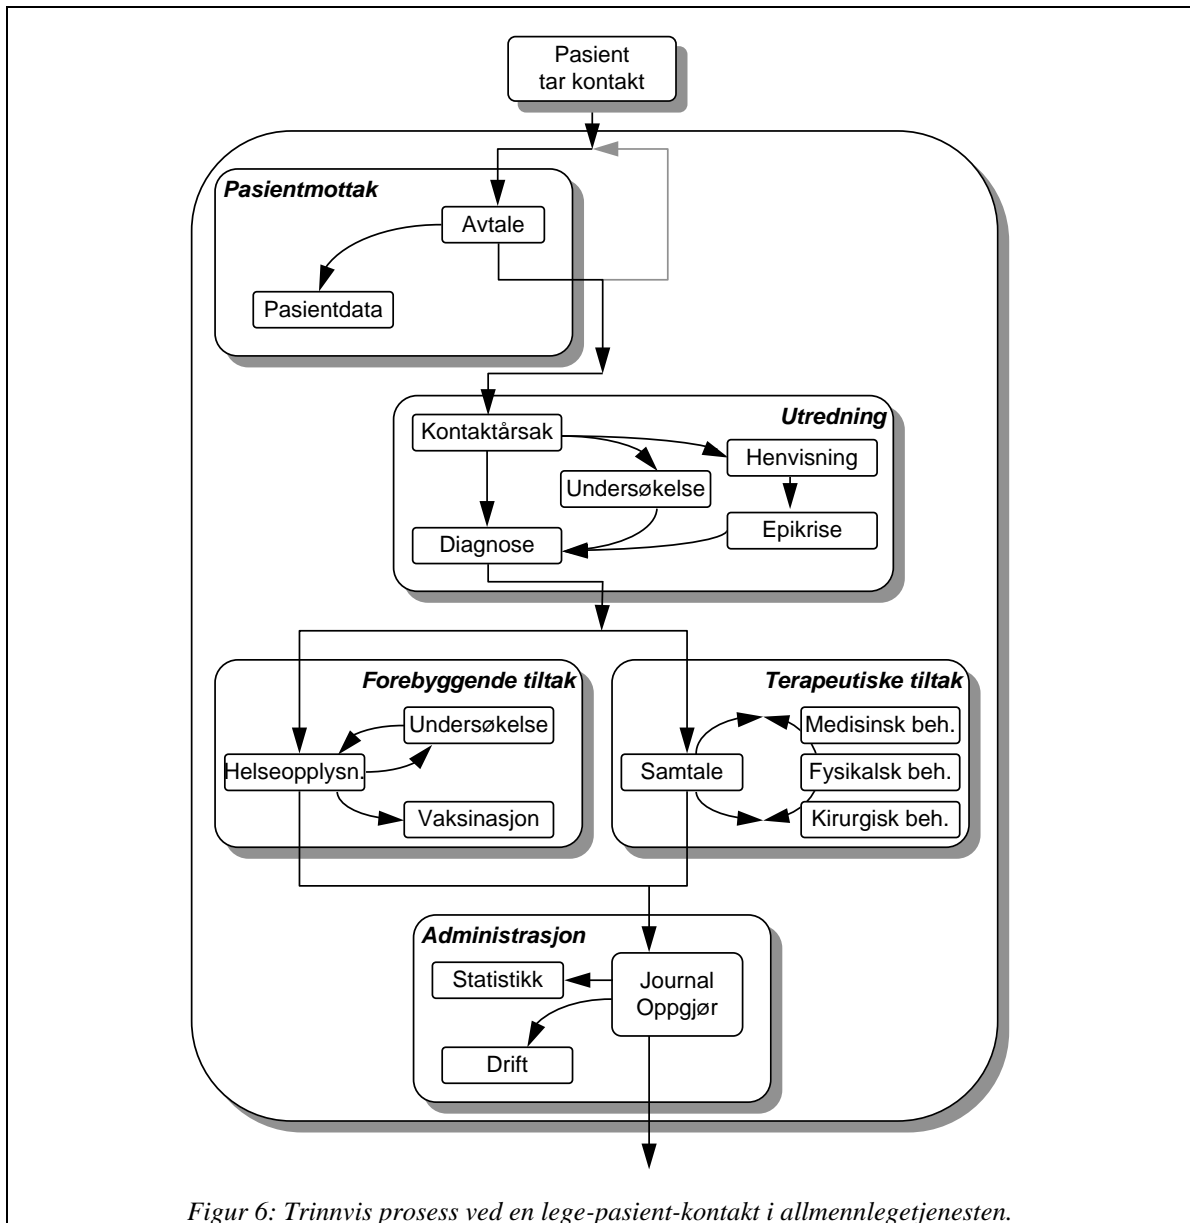 Pasient
tar kontakt
Pasientmottak
Avtale
Pasientdata
Utredning
Kontaktårsak
Henvisning
Undersøkelse
Epikrise
Diagnose
Forebyggende tiltak
Undersøkelse
Helseopplysn.
Vaksinasjon
Terapeutiske tiltak
Medisinsk beh.
Samtale
Fysikalsk beh.
Kirurgisk beh.
Administrasjon
Statistikk
Journal
Oppgjør
Drift
Figur 6: Trinnvis prosess ved en lege-pasient-kontakt i allmennlegetjenesten.